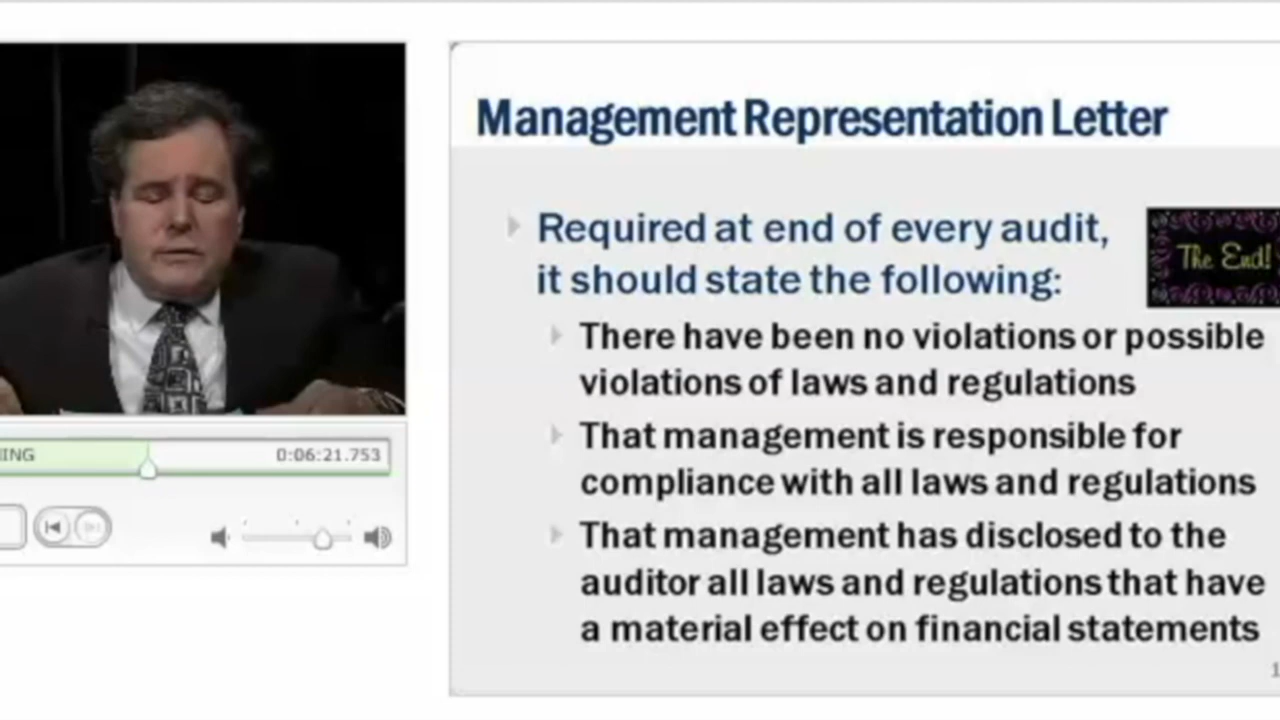 Management Representation Letter
Required at end of every audit,
it should state the following:
The End!
There have been no violations or possible
violations of laws and regulations
That management is responsible for
compliance with all laws and regulations
That management has disclosed to the
auditor all laws and regulations that have
a material effect on financial statements
ING
0:06:21.753
1